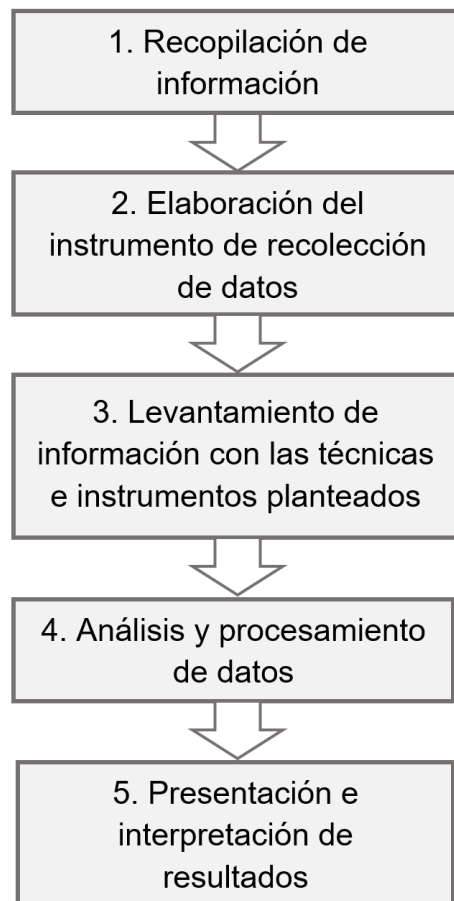 1. Recopilación de
información
2. Elaboración del
instrumento de recolección
de datos
3. Levantamiento de
información con las técnicas
e instrumentos planteados
4. Análisis y procesamiento
de datos
5. Presentación e
interpretación de
resultados